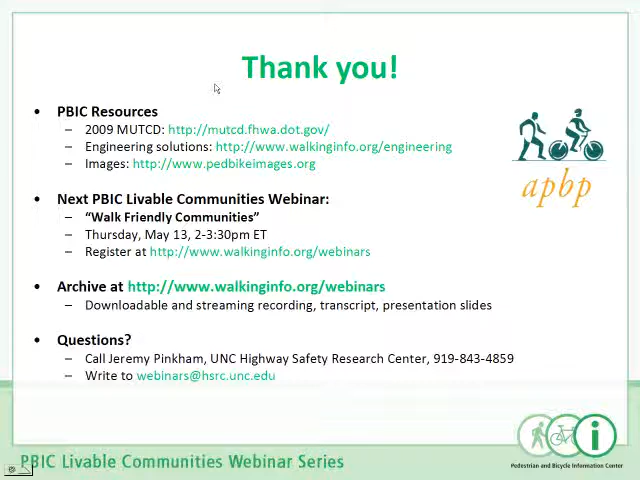 Thank you!
• PBIC Resources
– 2009 MUTCD: http://mutcd.fhwa.dot.gov/
– Engineering solutions: http://www.walkinginfo.org/engineering
– Images: http://www.pedbikeimages.org
apbp
• Next PBIC Livable Communities Webinar:
– “Walk Friendly Communities”
– Thursday, May 13, 2-3:30pm ET
– Register at http://www.walkinginfo.org/webinars
• Archive at http://www.walkinginfo.org/webinars
– Downloadable and streaming recording, transcript, presentation slides
• Questions?
– Call Jeremy Pinkham, UNC Highway Safety Research Center, 919-843-4859
– Write to webinars@hsrc.unc.edu
i
Pedestrian and Bicycle Information Center
PBIC Livable Communities Webinar Series